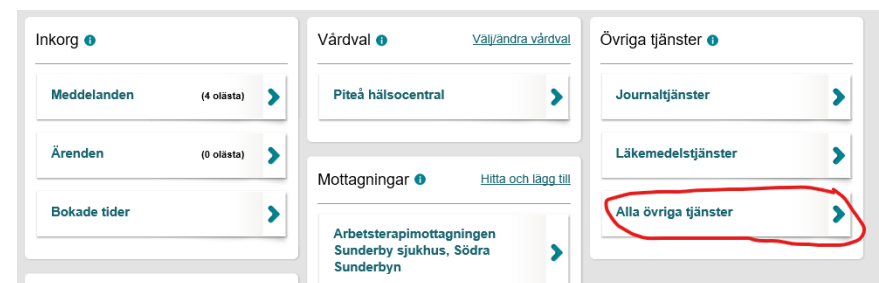 Inkorg
Meddelanden (4 olästa)
Ärenden (0 olästa)
Bokade tider
Vårdval Välj/ändra vårdval
Piteå hälsocentral
Mottagningar Hitta och lägg till
Arbetsterapimottagningen
Sunderby sjukhus, Södra
Sunderbyn
Övriga tjänster
Journaltjänster
Läkemedelstjänster
Alla övriga tjänster